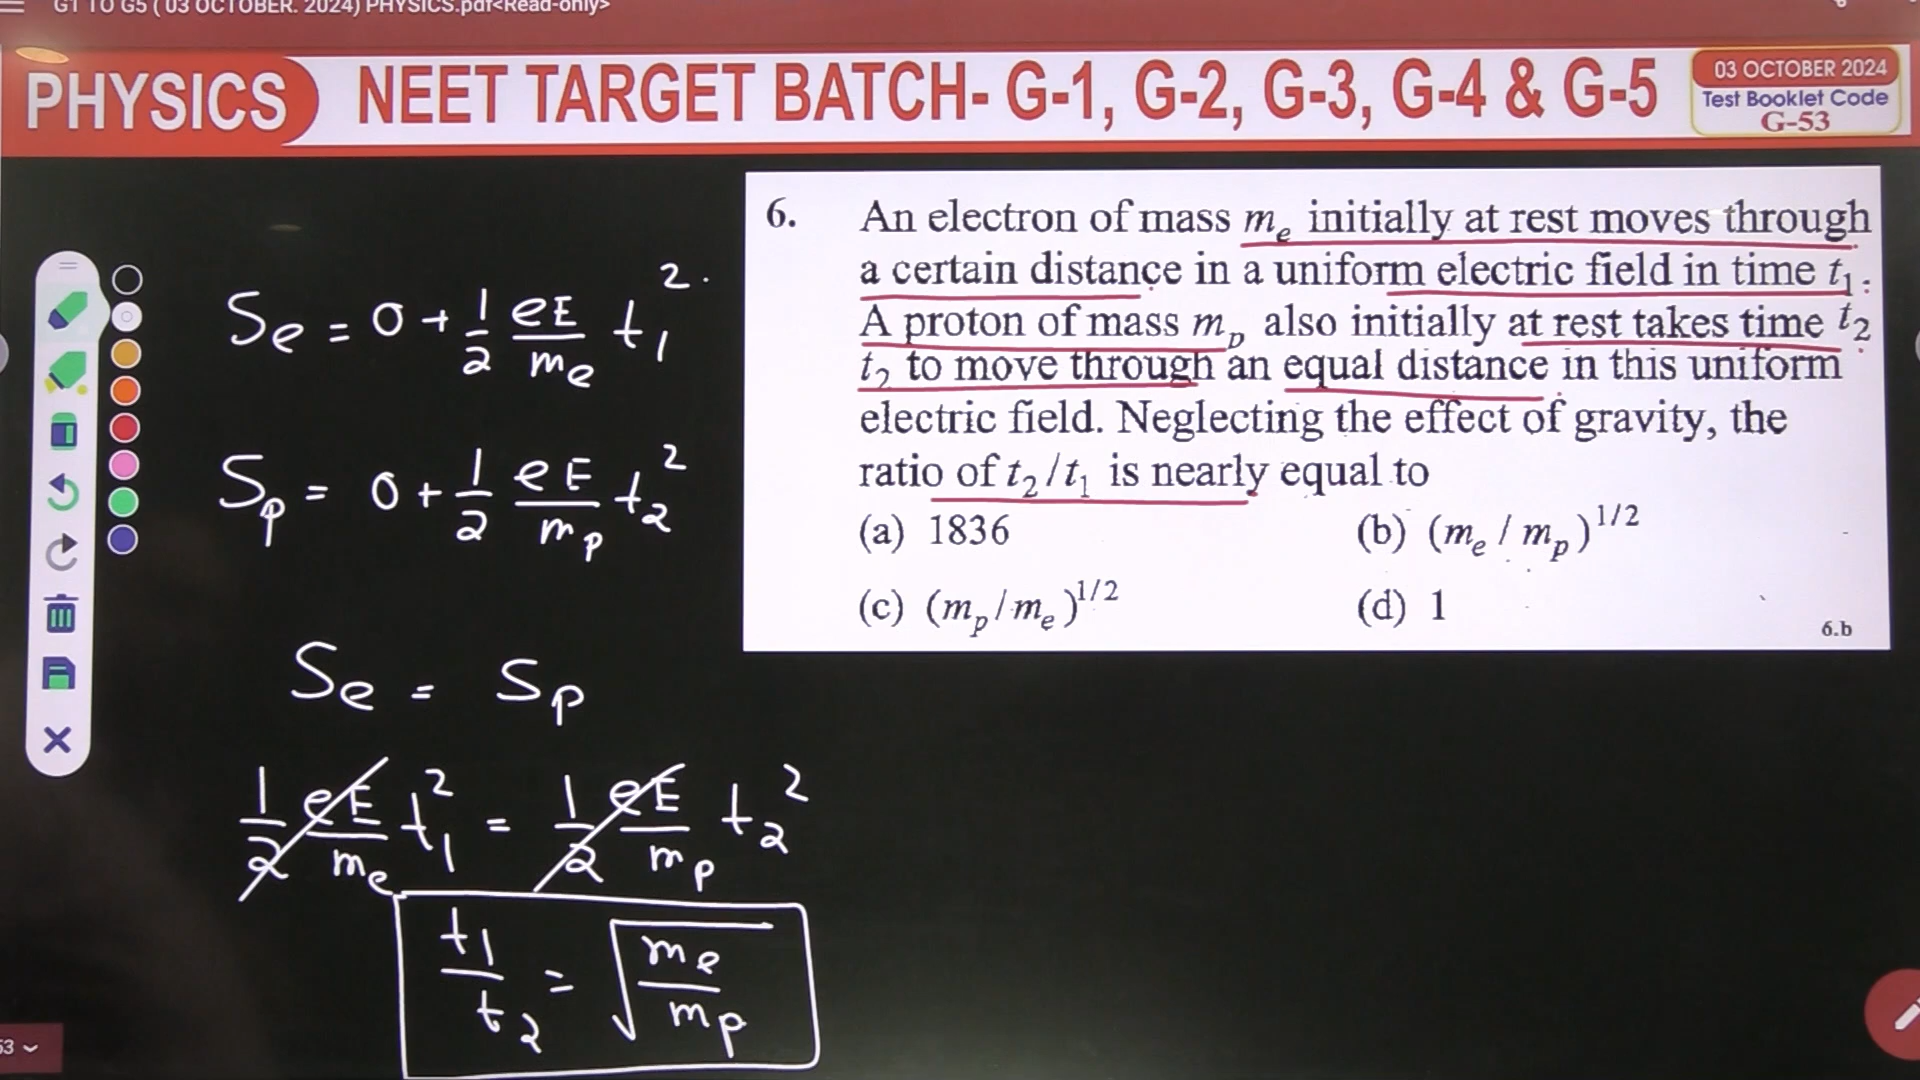 G1 TO G5 ( 03 OCTOBER. 2024) PHYSICS.pdf<Read-only>
PHYSICS
NEET TARGET BATCH- G-1, G-2, G-3, G-4 & G-5
03 OCTOBER 2024
Test Booklet Code
G-53
6. An electron of mass mₑ initially at rest moves through
a certain distance in a uniform electric field in time t₁.
A proton of mass mₚ also initially at rest takes time t₂
t₂ to move through an equal distance in this uniform
electric field. Neglecting the effect of gravity, the
ratio of t₂/t₁ is nearly equal to
(a) 1836 (b) (mₑ / mₚ)^1/2
(c) (mₚ/mₑ)^1/2 (d) 1
6.b
Sₑ = 0 + 1/2 eE/mₑ t₁².
Sₚ = 0 + 1/2 eE/mₚ t₂²
Sₑ = Sₚ
1/2 eE/mₑ t₁² = 1/2 eE/mₚ t₂²
t₁/t₂ = √(mₑ/mₚ)
53